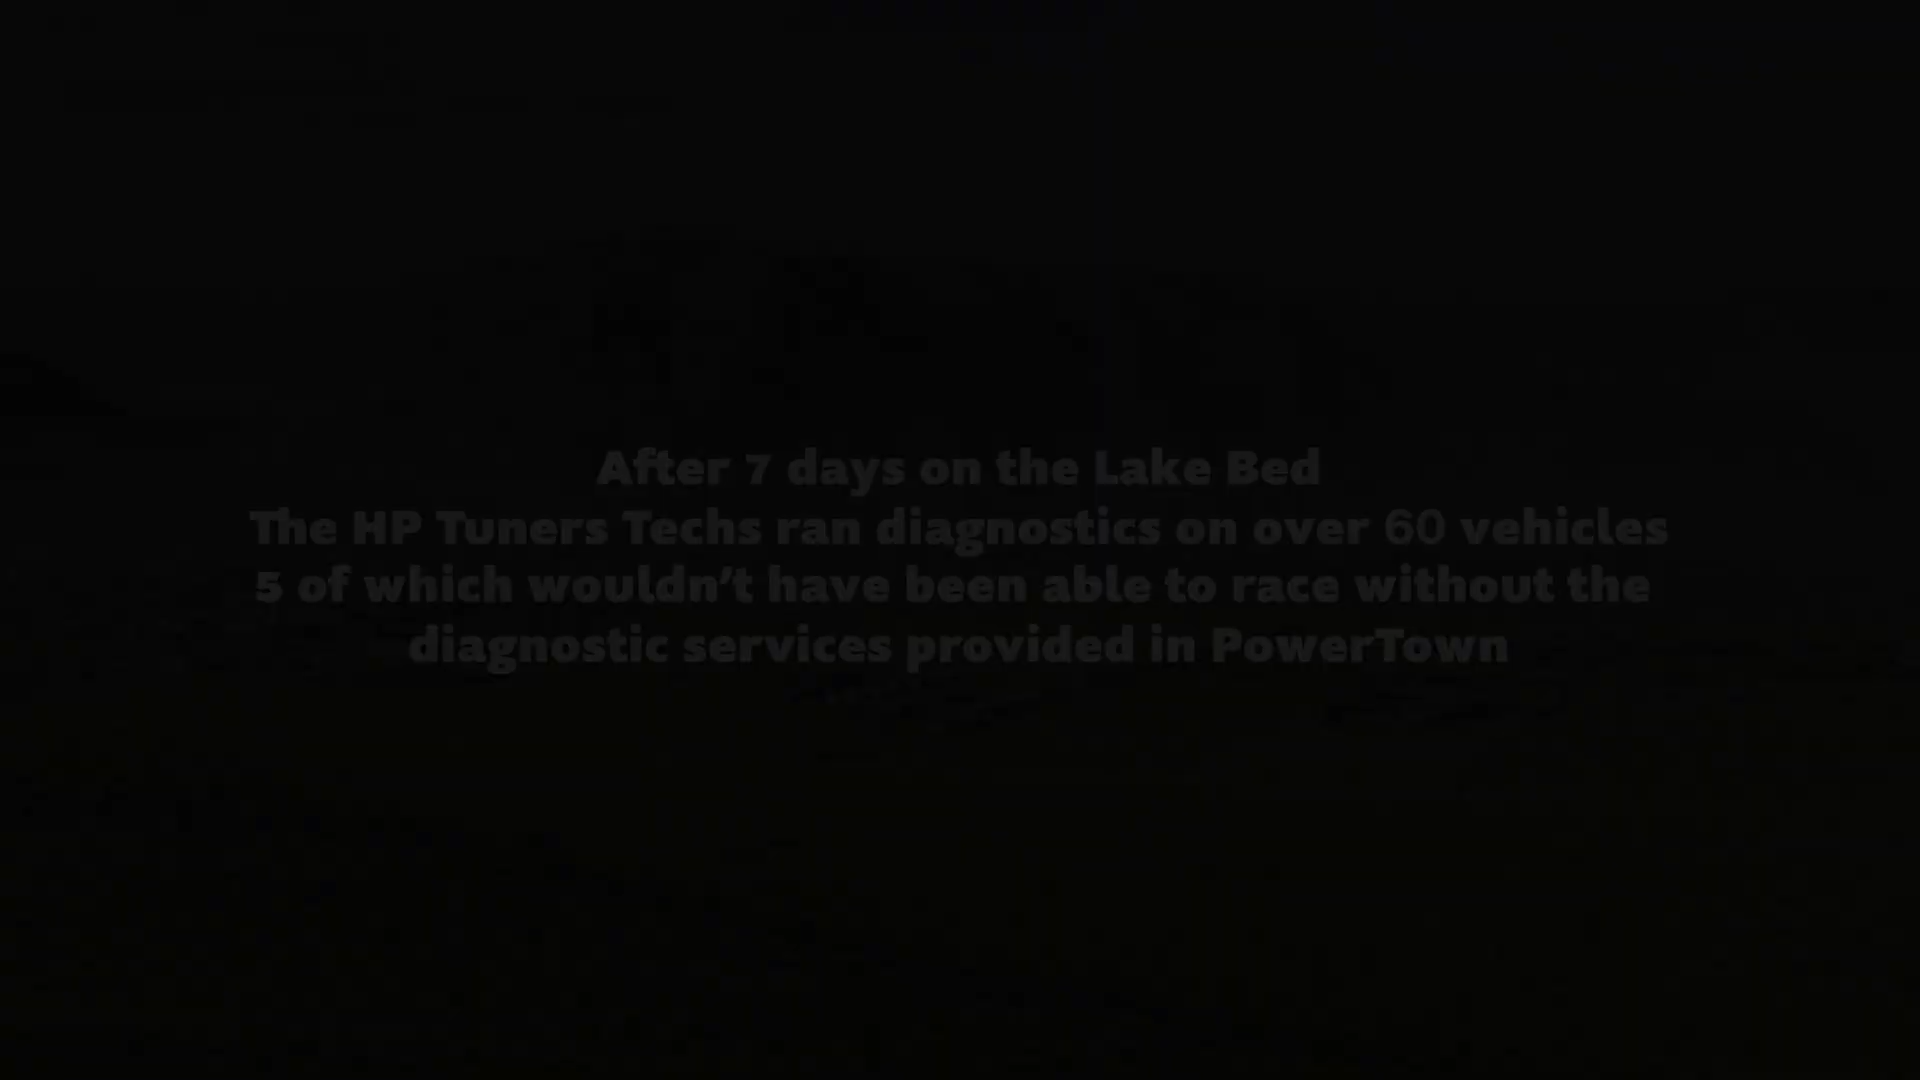 After 7 days on the Lake Bed
The HP Tuners Techs ran diagnostics on over 60 vehicles
5 of which wouldn't have been able to race without the
diagnostic services provided in PowerTown